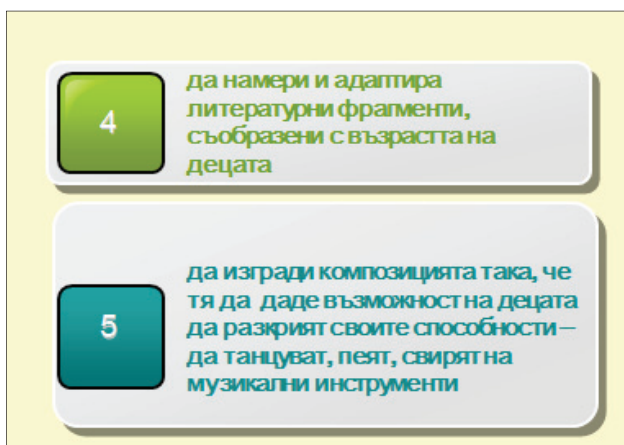 4
да намери и адаптира
литературни фрагменти,
съобразени с възрастта на
децата
5
да изгради композицията така, че
тя да даде възможност на децата
да разкрият своите способности –
да танцуват, пеят, свирят на
музикални инструменти